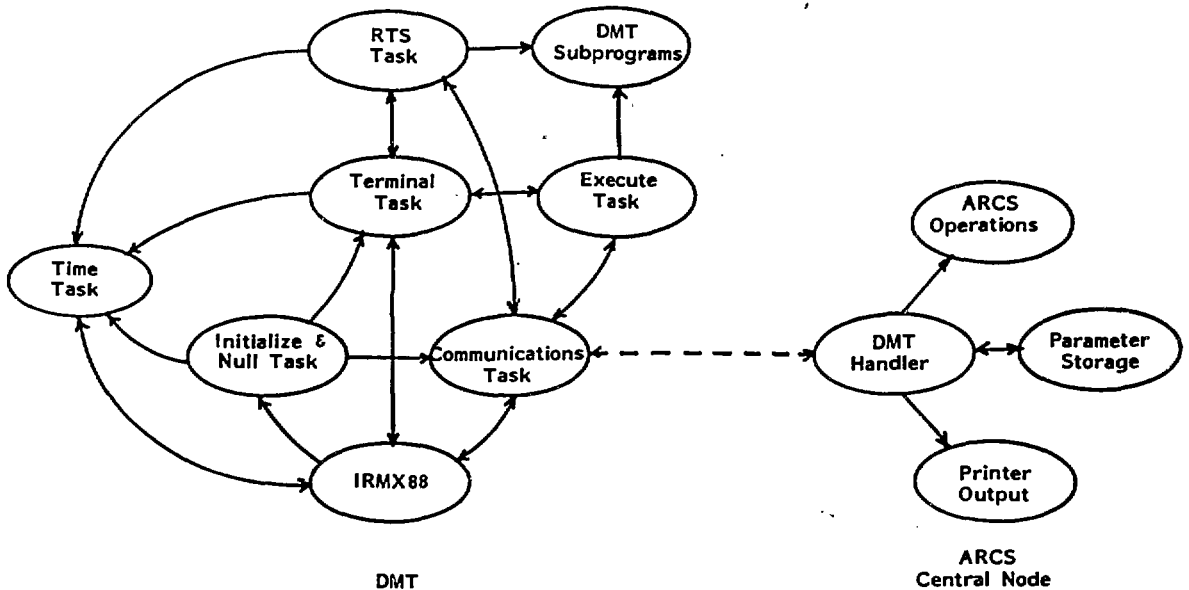 RTS
Task
DMT
Subprograms
Terminal
Task
Execute
Task
Time
Task
Initialize &
Null Task
Communications
Task
IRMX88
DMT
ARCS
Operations
DMT
Handler
Parameter
Storage
Printer
Output
ARCS
Central Node